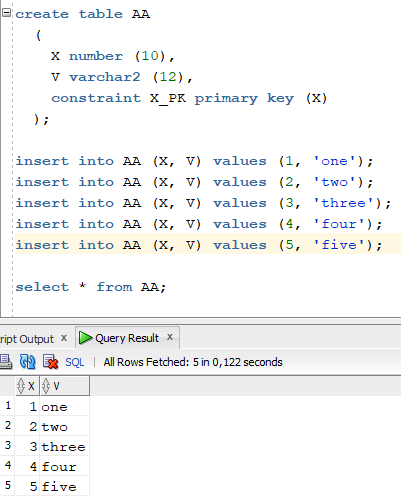 create table AA
(
X number (10),
V varchar2 (12),
constraint X_PK primary key (X)
);
insert into AA (X, V) values (1, 'one');
insert into AA (X, V) values (2, 'two');
insert into AA (X, V) values (3, 'three');
insert into AA (X, V) values (4, 'four');
insert into AA (X, V) values (5, 'five');
select * from AA;
ript Output x Query Result x
SQL | All Rows Fetched: 5 in 0,122 seconds
X V
1 1 one
2 2 two
3 3 three
4 4 four
5 5 five